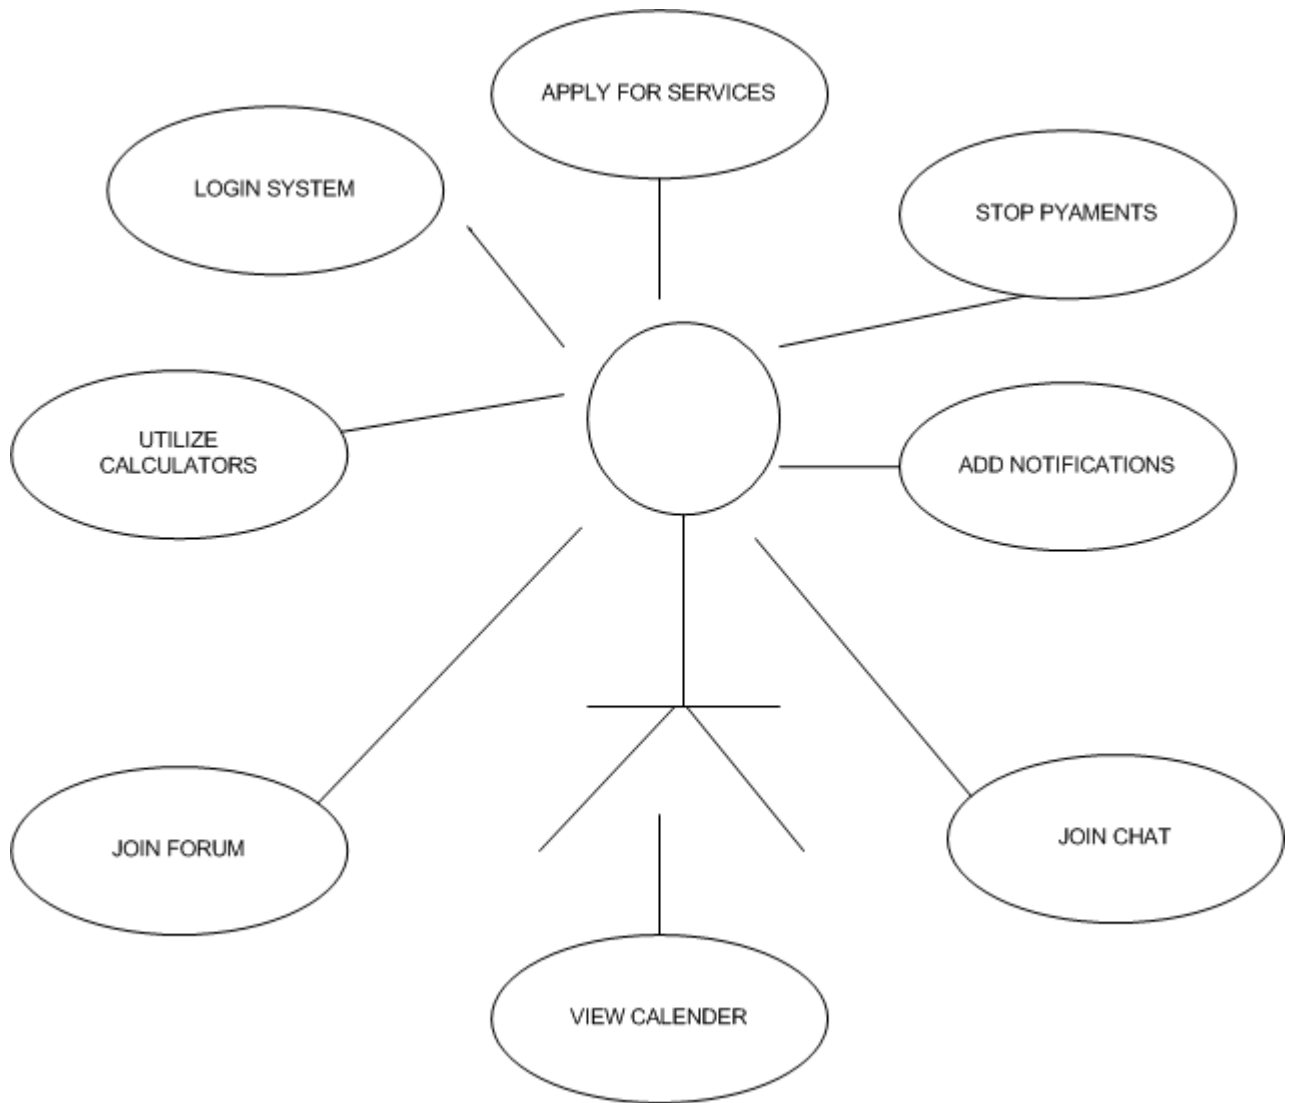 APPLY FOR SERVICES
LOGIN SYSTEM
STOP PYAMENTS
UTILIZE
CALCULATORS
ADD NOTIFICATIONS
JOIN FORUM
JOIN CHAT
VIEW CALENDER